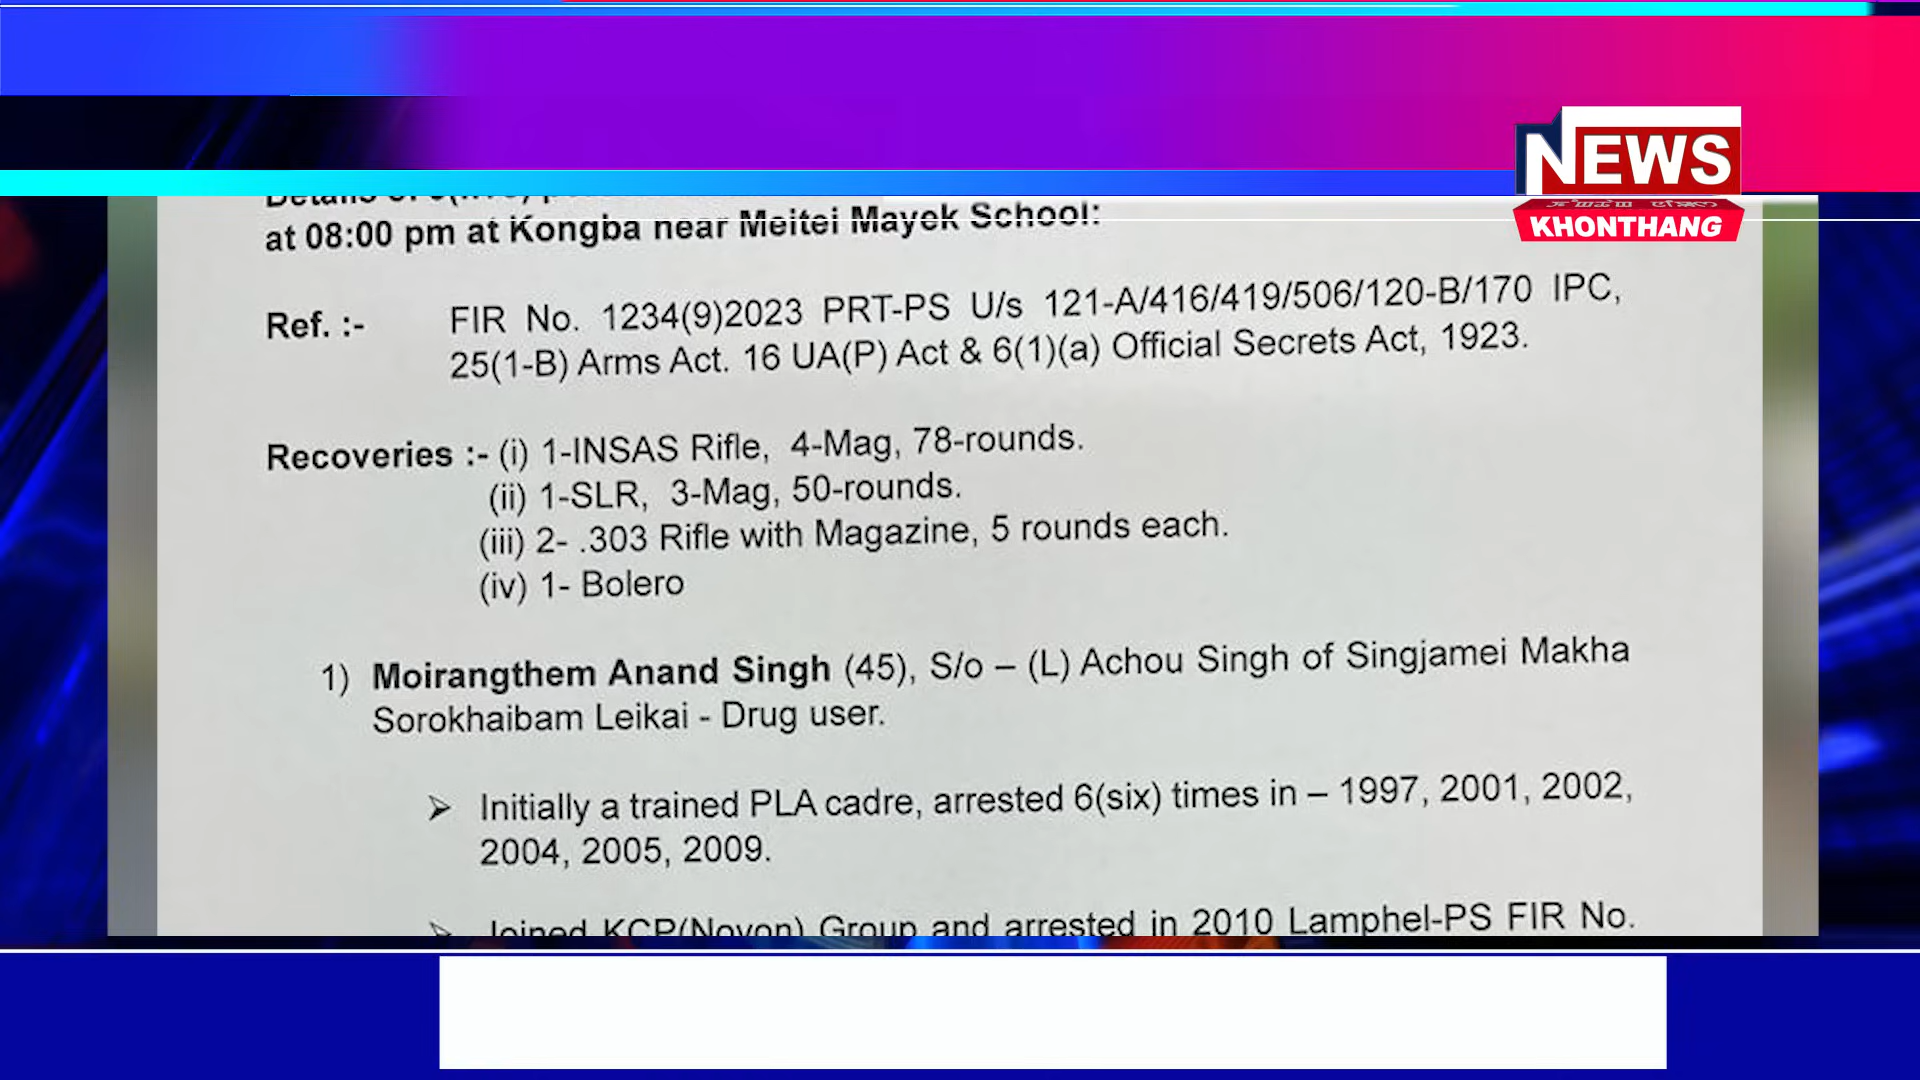 NEWS
KHONTHANG
at 08:00 pm at Kongba near Meitei Mayek School:
Ref. :- FIR No. 1234(9)2023 PRT-PS U/s 121-A/416/419/506/120-B/170 IPC,
25(1-B) Arms Act. 16 UA(P) Act & 6(1)(a) Official Secrets Act, 1923.
Recoveries :- (i) 1-INSAS Rifle, 4-Mag, 78-rounds.
(ii) 1-SLR, 3-Mag, 50-rounds.
(iii) 2- .303 Rifle with Magazine, 5 rounds each.
(iv) 1- Bolero
1) Moirangthem Anand Singh (45), S/o – (L) Achou Singh of Singjamei Makha
Sorokhaibam Leikai - Drug user.
➢ Initially a trained PLA cadre, arrested 6(six) times in – 1997, 2001, 2002,
2004, 2005, 2009.
➢ Joined KCP(Noyon) Group and arrested in 2010 Lamphel-PS FIR No.